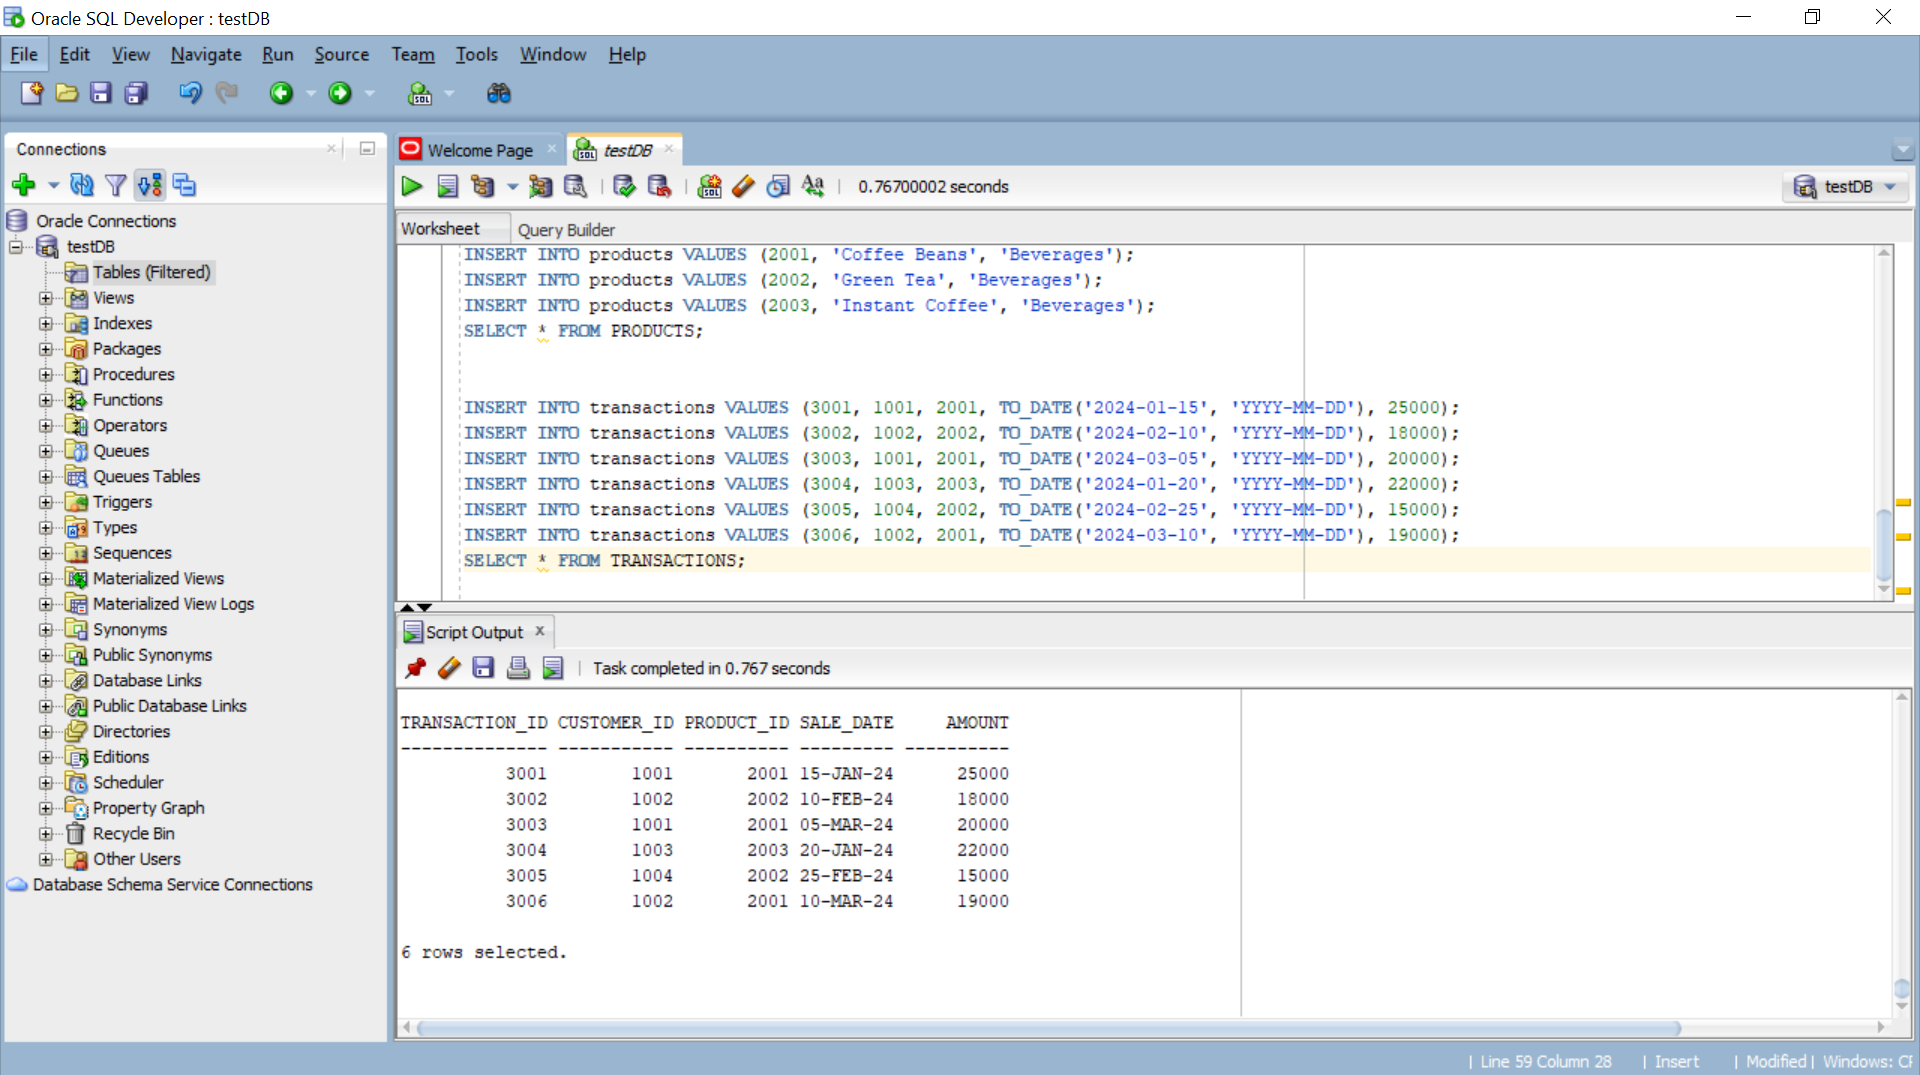 Oracle SQL Developer : testDB
File Edit View Navigate Run Source Team Tools Window Help
Connections
Oracle Connections
testDB
Tables (Filtered)
Views
Indexes
Packages
Procedures
Functions
Operators
Queues
Queues Tables
Triggers
Types
Sequences
Materialized Views
Materialized View Logs
Synonyms
Public Synonyms
Database Links
Public Database Links
Directories
Editions
Scheduler
Property Graph
Recycle Bin
Other Users
Database Schema Service Connections
Welcome Page testDB
0.76700002 seconds testDB
Worksheet Query Builder
INSERT INTO products VALUES (2001, 'Coffee Beans', 'Beverages');
INSERT INTO products VALUES (2002, 'Green Tea', 'Beverages');
INSERT INTO products VALUES (2003, 'Instant Coffee', 'Beverages');
SELECT * FROM PRODUCTS;
INSERT INTO transactions VALUES (3001, 1001, 2001, TO_DATE('2024-01-15', 'YYYY-MM-DD'), 25000);
INSERT INTO transactions VALUES (3002, 1002, 2002, TO_DATE('2024-02-10', 'YYYY-MM-DD'), 18000);
INSERT INTO transactions VALUES (3003, 1001, 2001, TO_DATE('2024-03-05', 'YYYY-MM-DD'), 20000);
INSERT INTO transactions VALUES (3004, 1003, 2003, TO_DATE('2024-01-20', 'YYYY-MM-DD'), 22000);
INSERT INTO transactions VALUES (3005, 1004, 2002, TO_DATE('2024-02-25', 'YYYY-MM-DD'), 15000);
INSERT INTO transactions VALUES (3006, 1002, 2001, TO_DATE('2024-03-10', 'YYYY-MM-DD'), 19000);
SELECT * FROM TRANSACTIONS;
Script Output
Task completed in 0.767 seconds
TRANSACTION_ID CUSTOMER_ID PRODUCT_ID SALE_DATE     AMOUNT
-------------- ----------- ---------- --------- ----------
3001        1001       2001 15-JAN-24      25000
3002        1002       2002 10-FEB-24      18000
3003        1001       2001 05-MAR-24      20000
3004        1003       2003 20-JAN-24      22000
3005        1004       2002 25-FEB-24      15000
3006        1002       2001 10-MAR-24      19000
6 rows selected.
| Line 59 Column 28 | Insert | Modified | Windows: